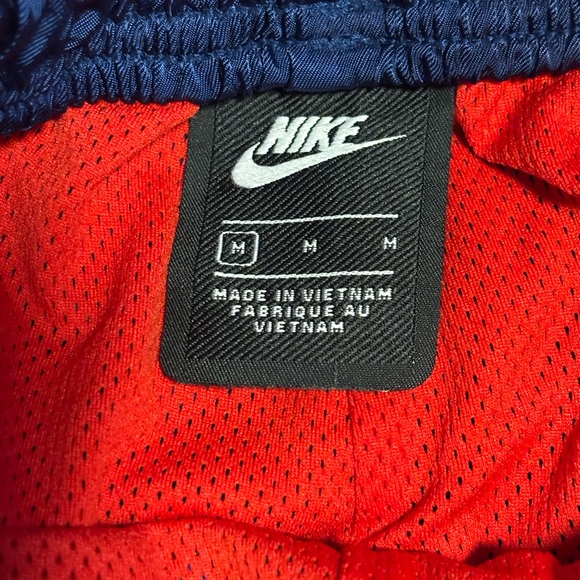 NIKE
M M M
MADE IN VIETNAM
FABRIQUE AU
VIETNAM